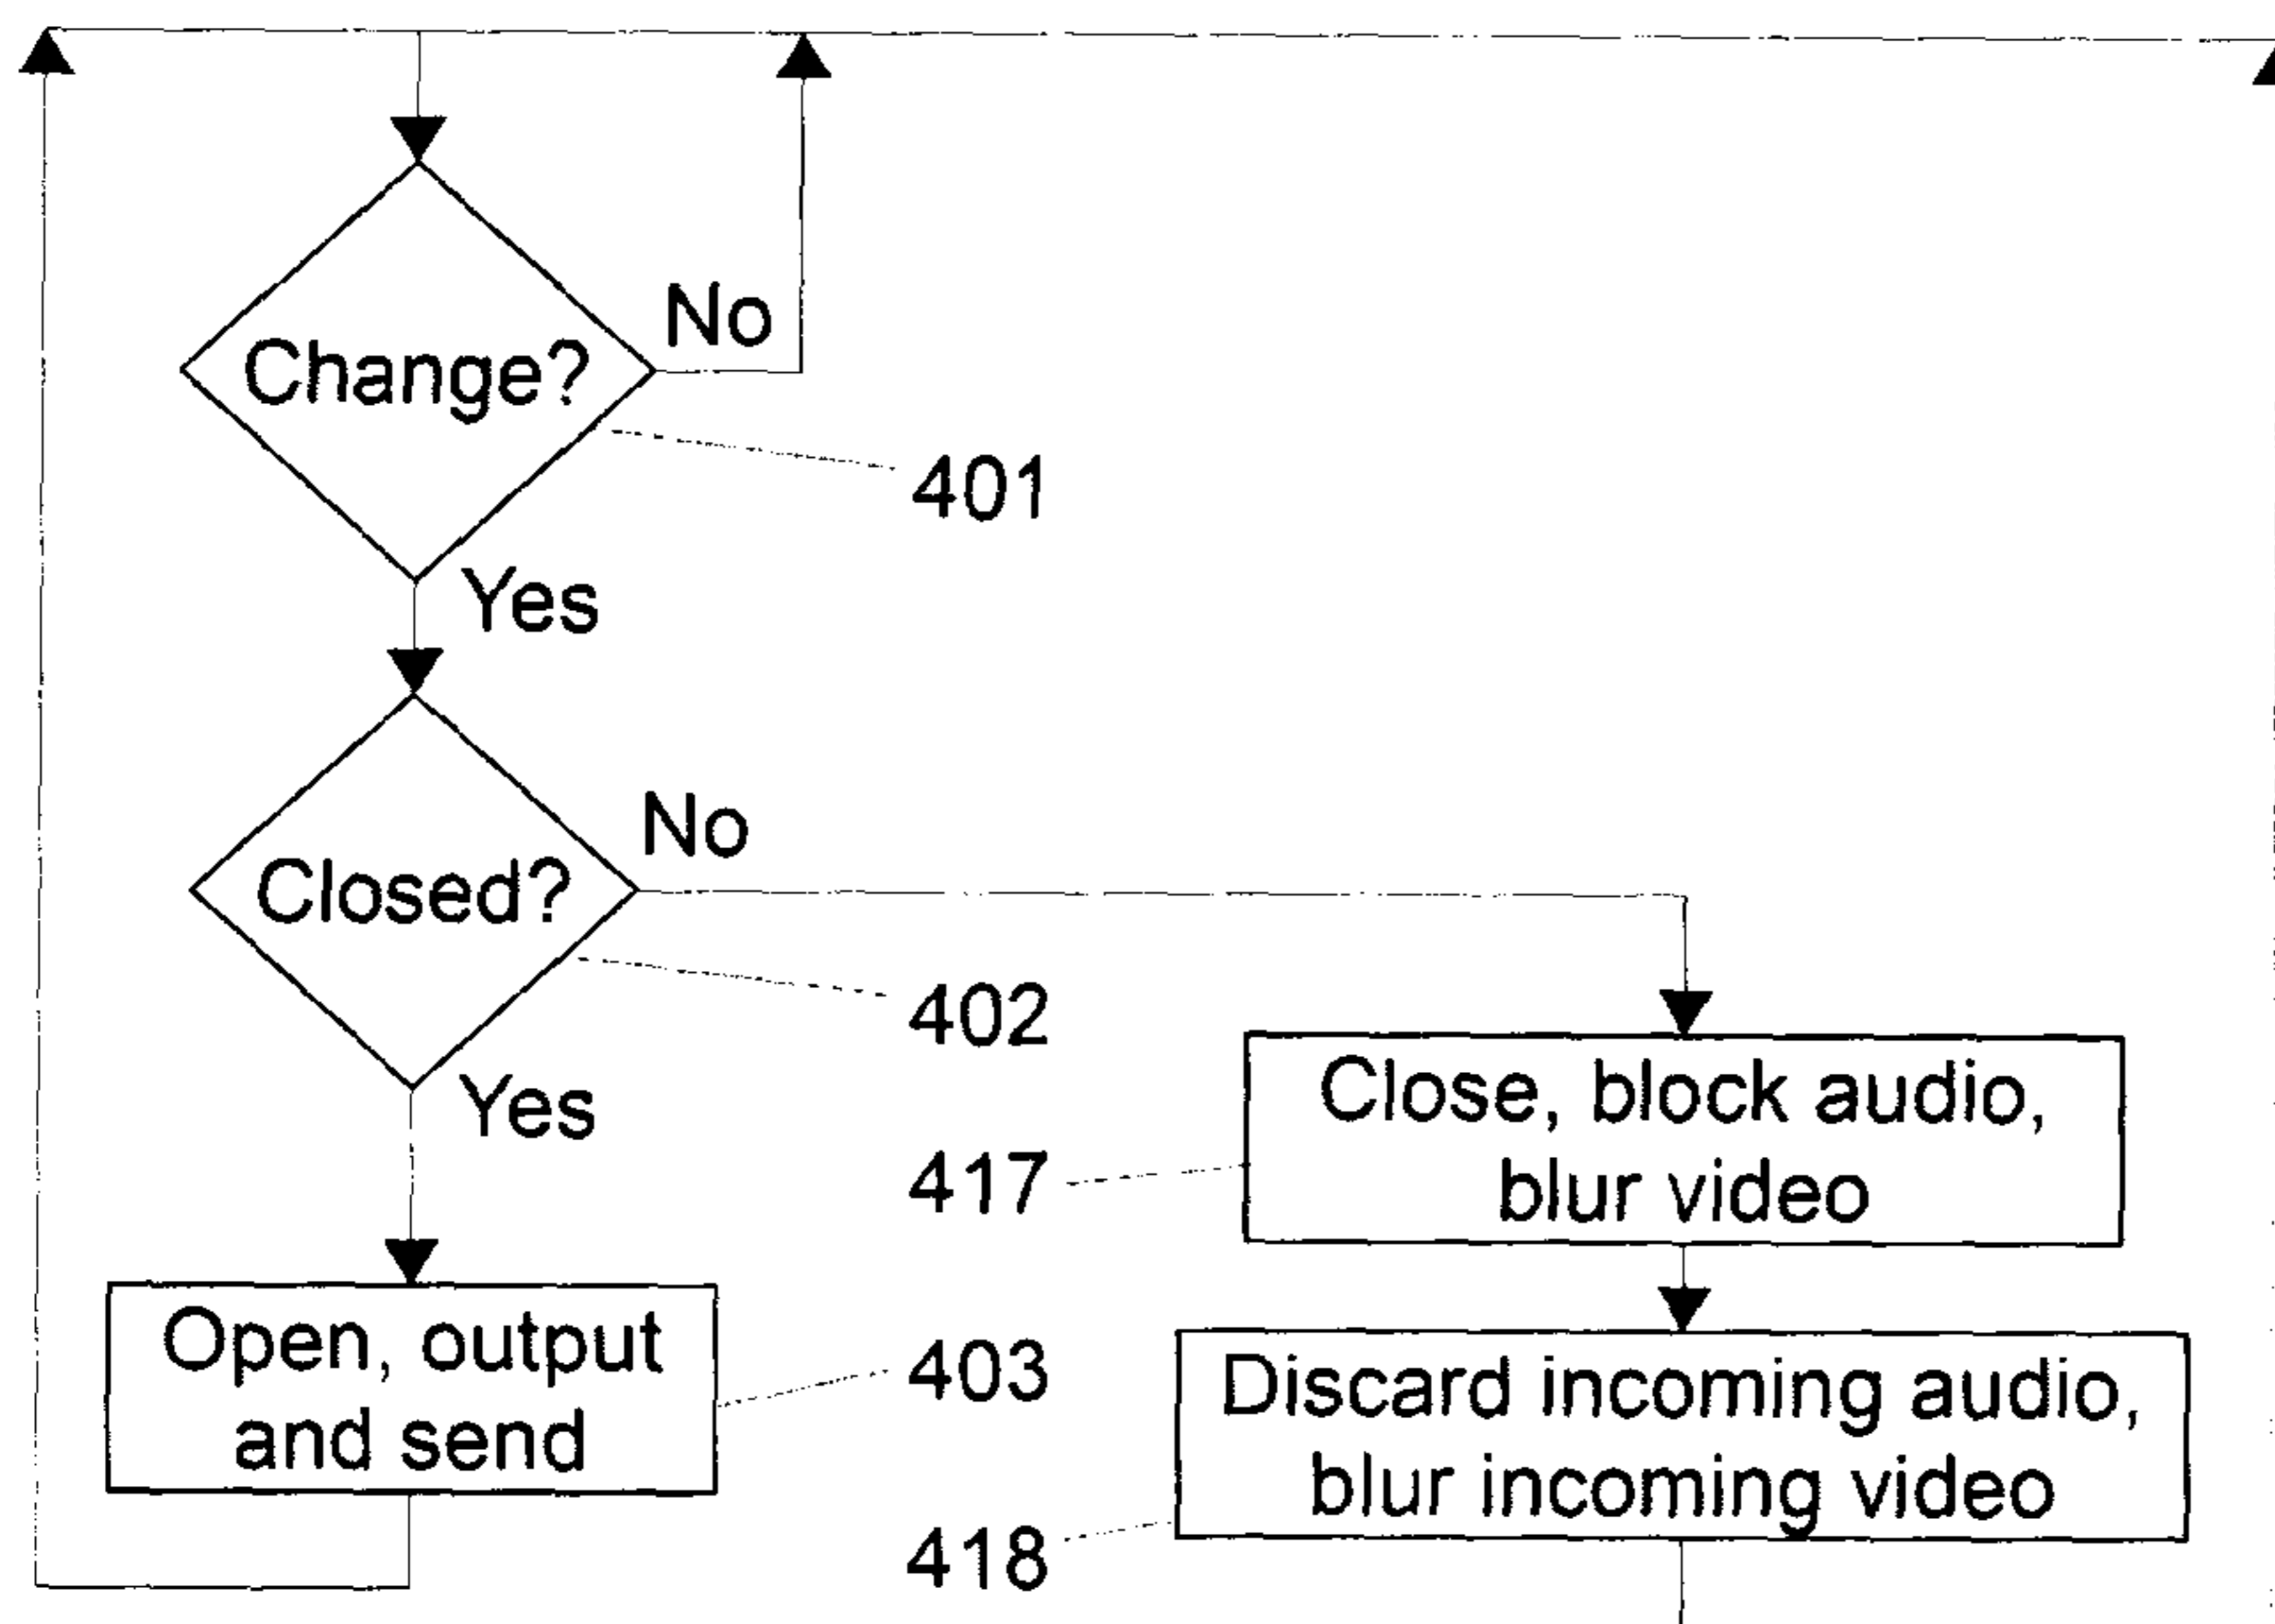 Change?
No
401
Yes
Closed?
No
402
Yes
Close, block audio,
blur video
417
Open, output
and send
403
Discard incoming audio,
blur incoming video
418